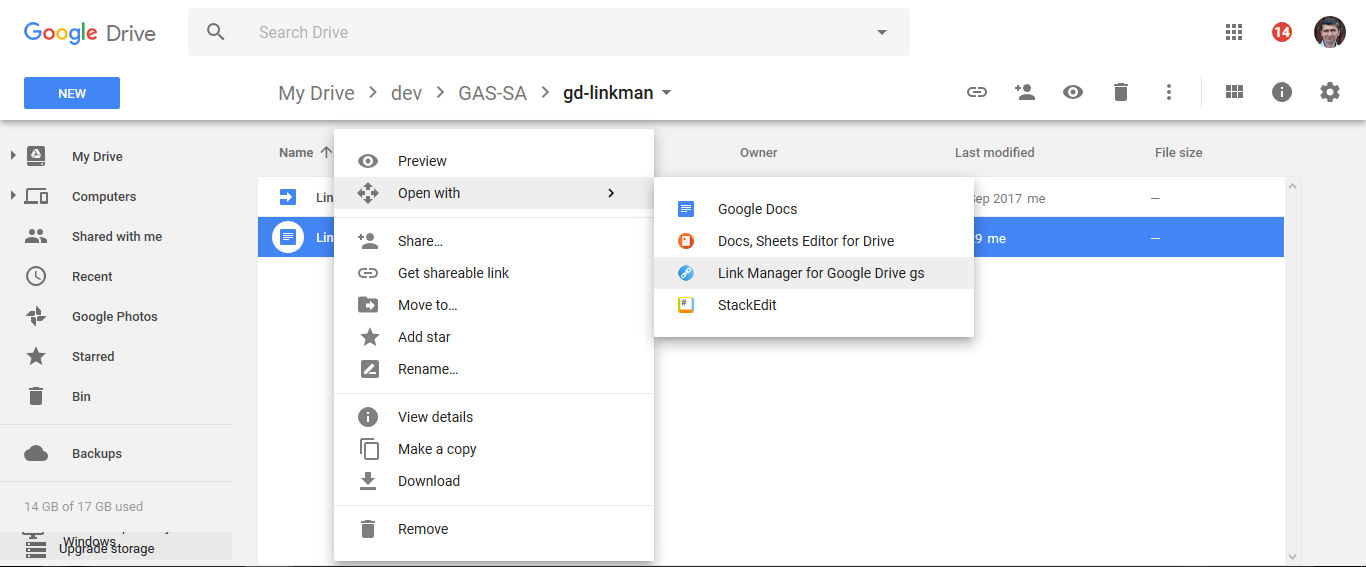 Google Drive
Search Drive
14
NEW
My Drive > dev > GAS-SA > gd-linkman
My Drive
Computers
Shared with me
Recent
Google Photos
Starred
Bin
Backups
14 GB of 17 GB used
Windows
Upgrade storage
Name
Owner
Last modified
File size
Lin
Sep 2017 me
—
Lin
9 me
—
Preview
Open with
Share...
Get shareable link
Move to...
Add star
Rename...
View details
Make a copy
Download
Remove
Google Docs
Docs, Sheets Editor for Drive
Link Manager for Google Drive gs
StackEdit